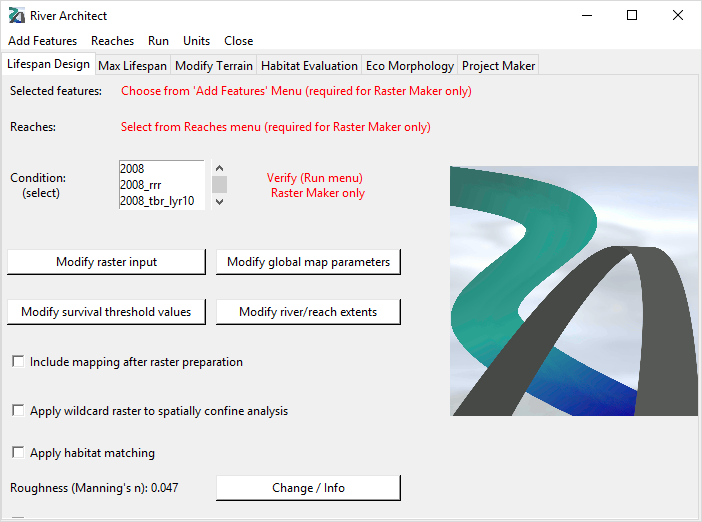 River Architect
Add Features Reaches Run Units Close
Lifespan Design Max Lifespan Modify Terrain Habitat Evaluation Eco Morphology Project Maker
Selected features: Choose from 'Add Features' Menu (required for Raster Maker only)
Reaches: Select from Reaches menu (required for Raster Maker only)
Condition:
(select)
2008
2008_rrr
2008_tbr_lyr10
Verify (Run menu)
Raster Maker only
Modify raster input Modify global map parameters
Modify survival threshold values Modify river/reach extents
Include mapping after raster preparation
Apply wildcard raster to spatially confine analysis
Apply habitat matching
Roughness (Manning's n): 0.047 Change / Info